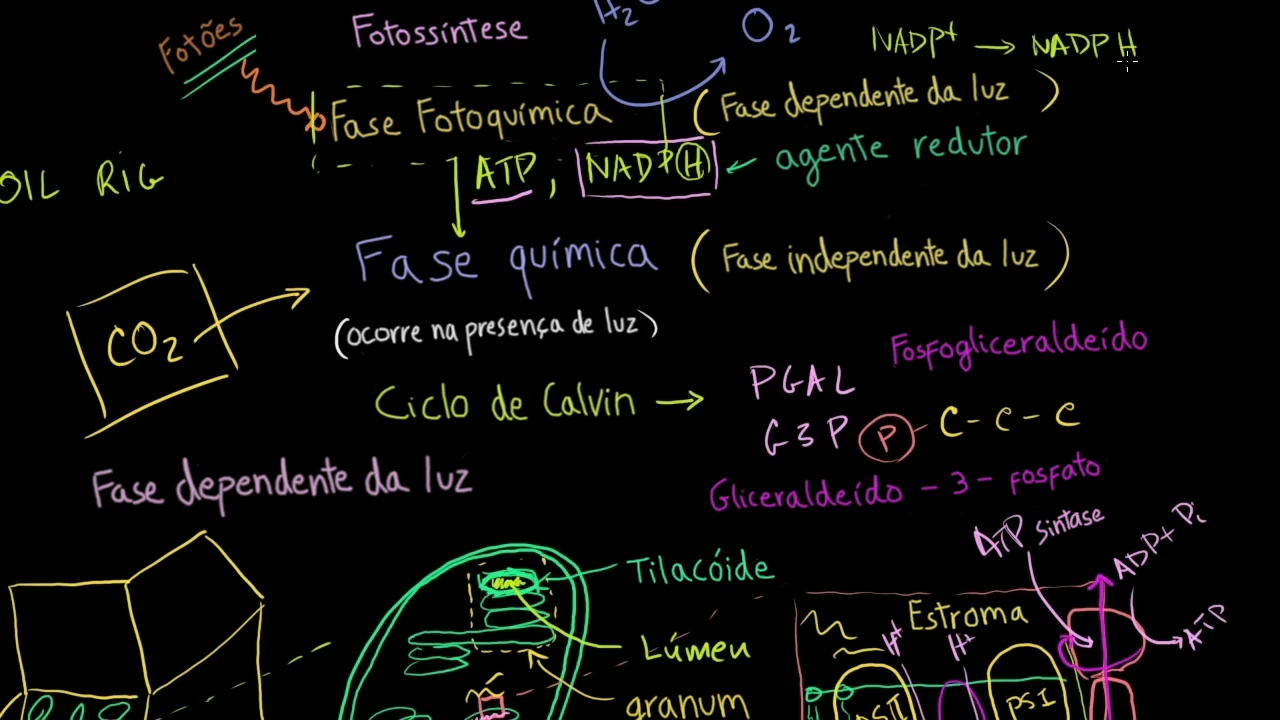 Fotões
Fotossíntese
H2O
O2
NADP+ → NADPH
Fase Fotoquímica
(Fase dependente da luz)
OIL RIG
ATP, NADPH ← agente redutor
Fase química
(Fase independente da luz)
CO2
(ocorre na presença de luz)
Fosfogliceraldeído
PGAL
Ciclo de Calvin →
G3P P-C-C-C
Fase dependente da luz
Gliceraldeído - 3 - fosfato
ATP sintase
ADP + Pi
Tilacóide
Estroma
ATP
H+ H+
Lúmen
granum
PSII
PSI